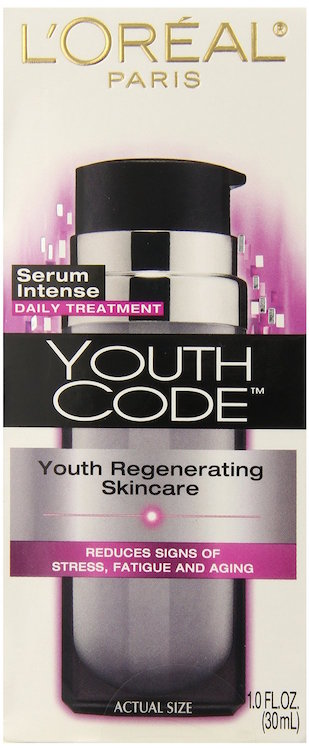 L'ORÉAL®
PARIS
Serum
Intense
DAILY TREATMENT
YOUTH
CODE™
Youth Regenerating
Skincare
REDUCES SIGNS OF
STRESS, FATIGUE AND AGING
ACTUAL SIZE
1.0 FL.OZ.
(30mL)